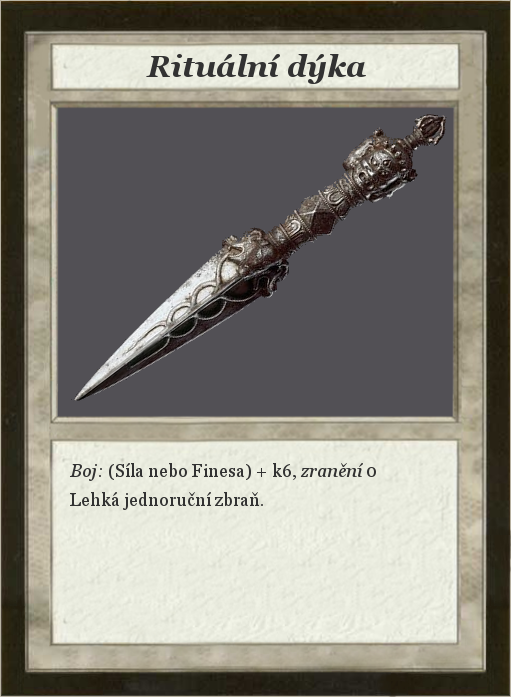 Rituální dýka
Boj: (Síla nebo Finesa) + k6, zranění 0
Lehká jednoruční zbraň.